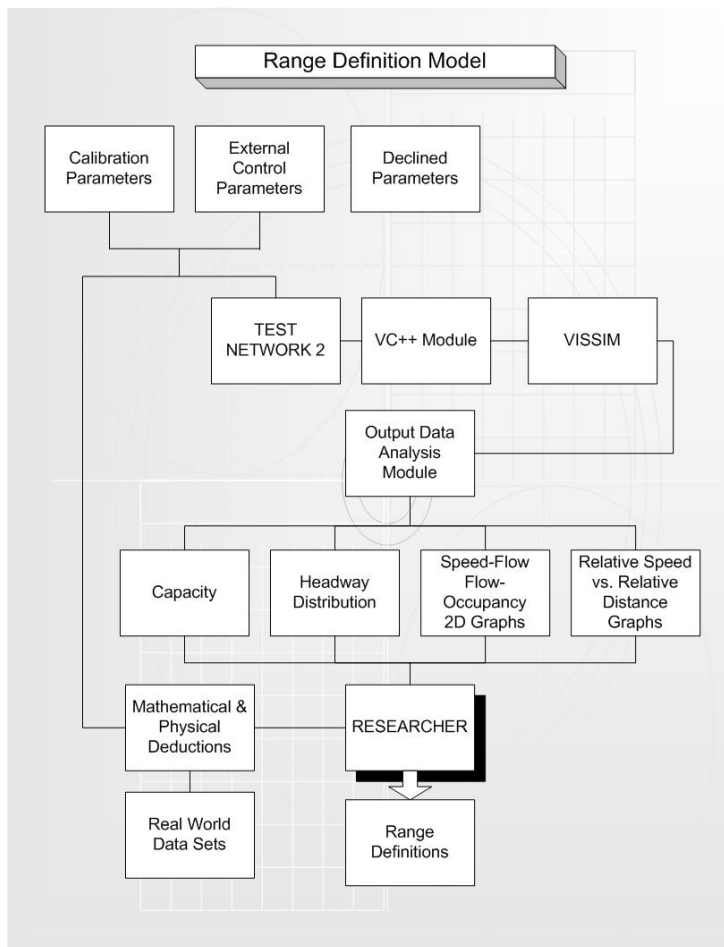 Range Definition Model
Calibration
Parameters
External
Control
Parameters
Declined
Parameters
TEST
NETWORK 2
VC++ Module
VISSIM
Output Data
Analysis
Module
Capacity
Headway
Distribution
Speed-Flow
Flow-
Occupancy
2D Graphs
Relative Speed
vs. Relative
Distance
Graphs
Mathematical &
Physical
Deductions
RESEARCHER
Real World
Data Sets
Range
Definitions